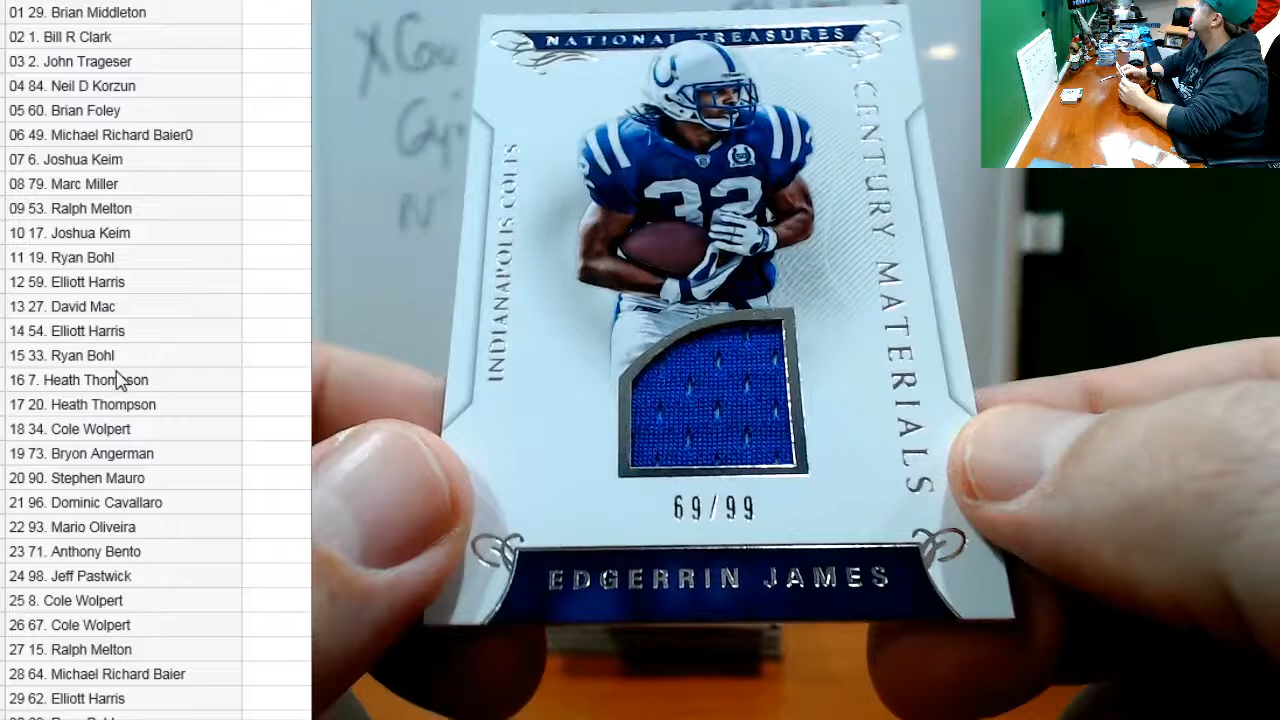 01 29. Brian Middleton
02 1. Bill R Clark
03 2. John Trageser
04 84. Neil D Korzun
05 60. Brian Foley
06 49. Michael Richard Baier0
07 6. Joshua Keim
08 79. Marc Miller
09 53. Ralph Melton
10 17. Joshua Keim
11 19. Ryan Bohl
12 59. Elliott Harris
13 27. David Mac
14 54. Elliott Harris
15 33. Ryan Bohl
16 7. Heath Thompson
17 20. Heath Thompson
18 34. Cole Wolpert
19 73. Bryon Angerman
20 90. Stephen Mauro
21 96. Dominic Cavallaro
22 93. Mario Oliveira
23 71. Anthony Bento
24 98. Jeff Pastwick
25 8. Cole Wolpert
26 67. Cole Wolpert
27 15. Ralph Melton
28 64. Michael Richard Baier
29 62. Elliott Harris
NATIONAL TREASURES
INDIANAPOLIS COLTS
CENTURY MATERIALS
32
69/99
EDGERRIN JAMES